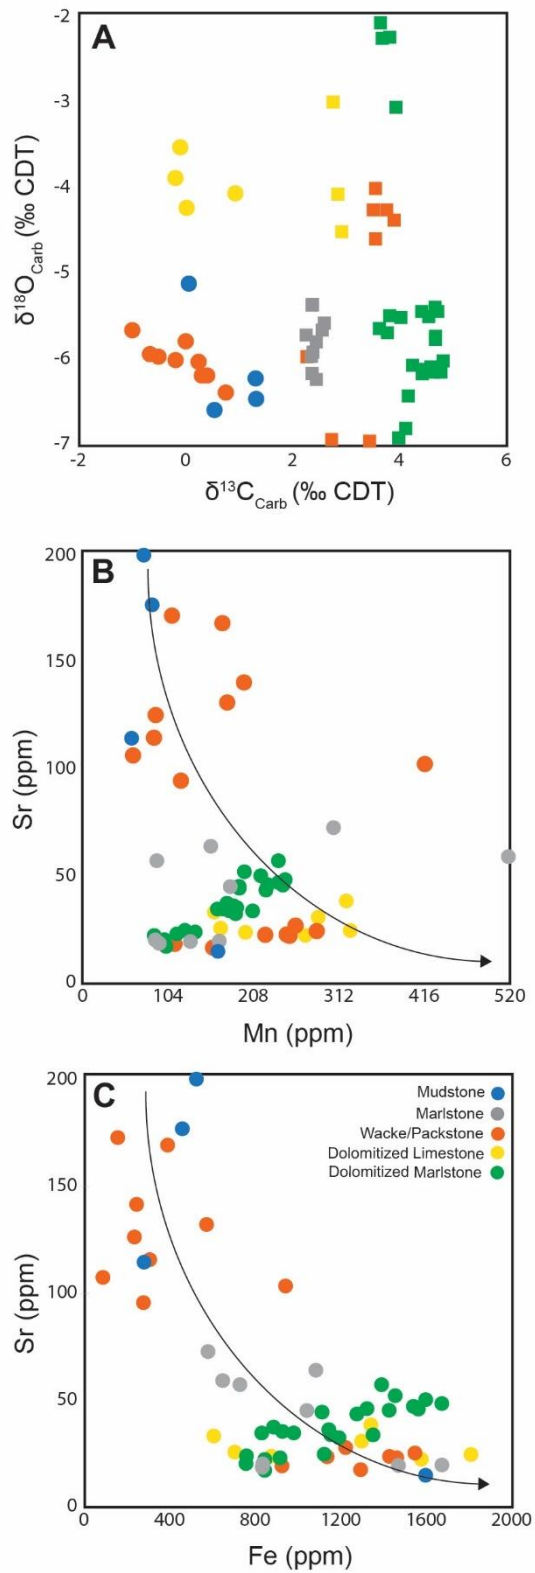 A
-2
-3
-4
-5
-6
-7
δ18OCarb (‰ CDT)
-2
0
2
4
6
δ13CCarb (‰ CDT)
B
200
150
100
50
0
Sr (ppm)
0
104
208
312
416
520
Mn (ppm)
C
Mudstone
Marlstone
Wacke/Packstone
Dolomitized Limestone
Dolomitized Marlstone
200
150
100
50
0
Sr (ppm)
0
400
800
1200
1600
2000
Fe (ppm)